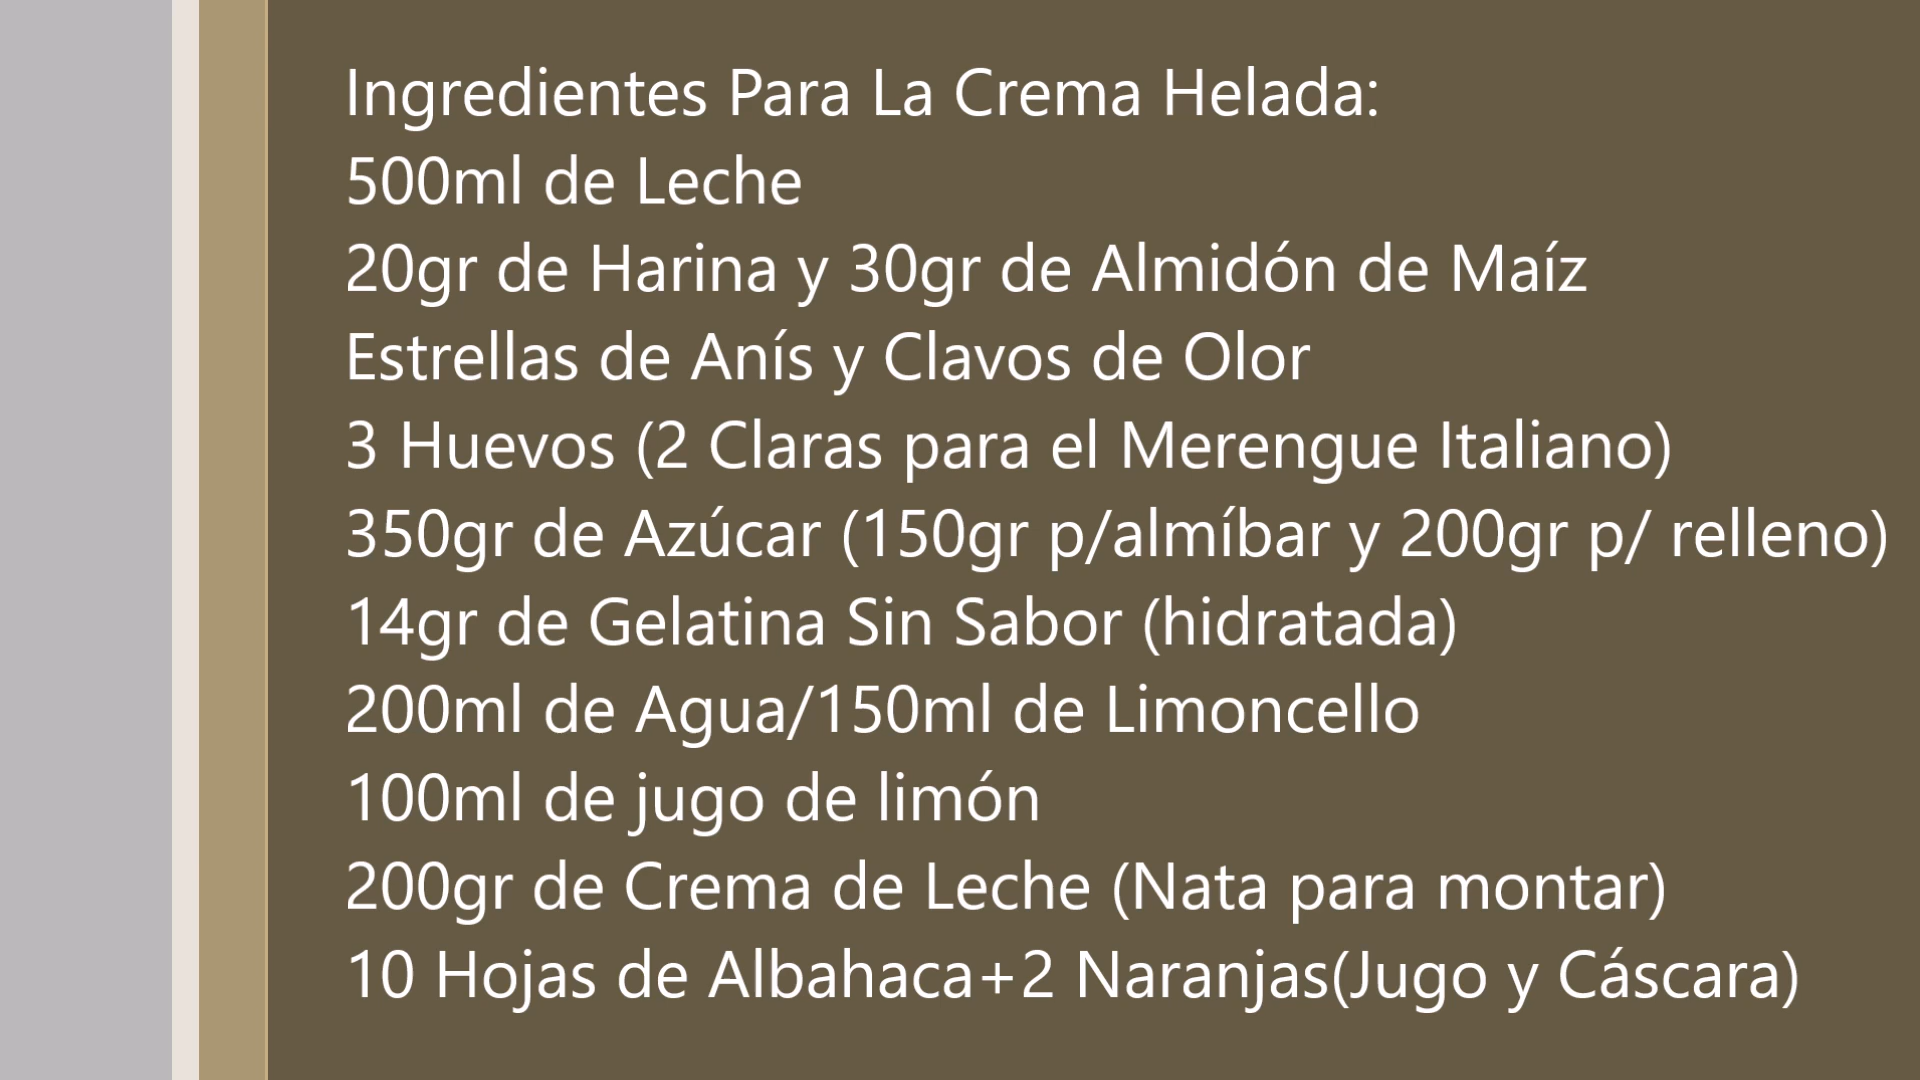 Ingredientes Para La Crema Helada:
500ml de Leche
20gr de Harina y 30gr de Almidón de Maíz
Estrellas de Anís y Clavos de Olor
3 Huevos (2 Claras para el Merengue Italiano)
350gr de Azúcar (150gr p/almíbar y 200gr p/ relleno)
14gr de Gelatina Sin Sabor (hidratada)
200ml de Agua/150ml de Limoncello
100ml de jugo de limón
200gr de Crema de Leche (Nata para montar)
10 Hojas de Albahaca+2 Naranjas(Jugo y Cáscara)